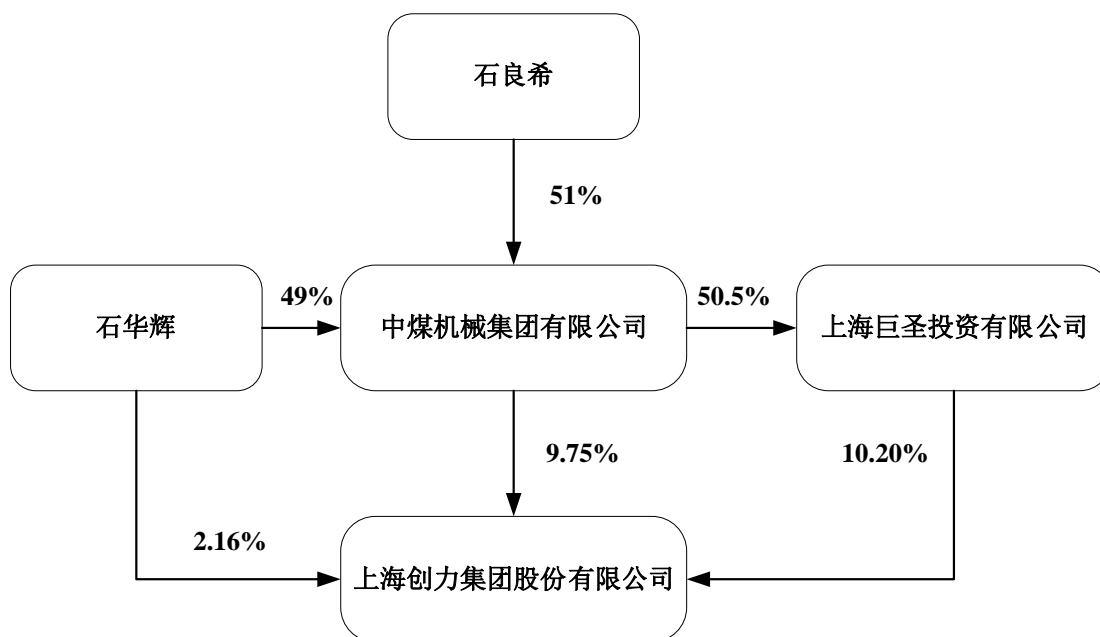 石良希
51%
石华辉
49%
中煤机械集团有限公司
50.5%
上海巨圣投资有限公司
9.75%
10.20%
2.16%
上海创力集团股份有限公司